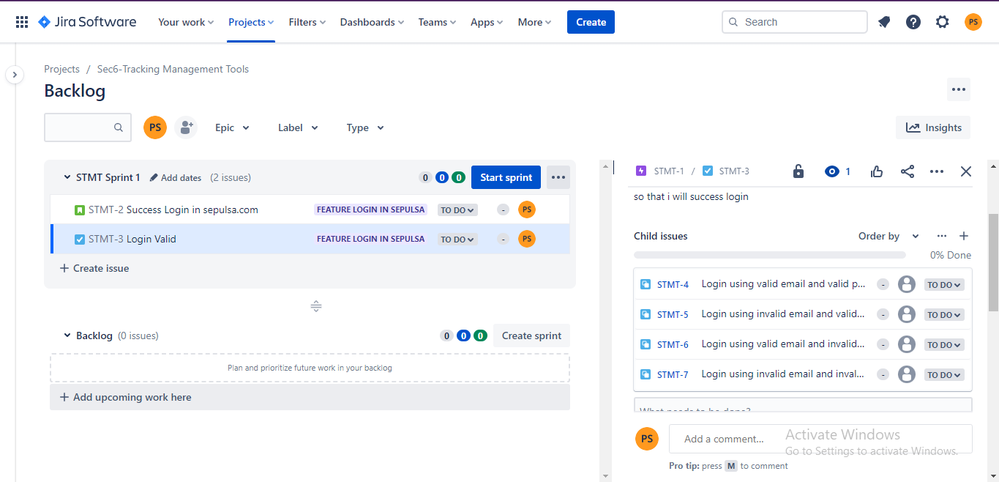 Jira Software Your work Projects Filters Dashboards Teams Apps More Create Search PS
Projects / Sec6-Tracking Management Tools
Backlog
PS Epic Label Type Insights
STMT Sprint 1 Add dates (2 issues) 0 0 0 Start sprint
STMT-2 Success Login in sepulsa.com FEATURE LOGIN IN SEPULSA TO DO - PS
STMT-3 Login Valid FEATURE LOGIN IN SEPULSA TO DO - PS
+ Create issue
Backlog (0 issues) 0 0 0 Create sprint
Plan and prioritize future work in your backlog
+ Add upcoming work here
STMT-1 / STMT-3 1
so that i will success login
Child issues Order by
0% Done
STMT-4 Login using valid email and valid p... - TO DO
STMT-5 Login using invalid email and valid... - TO DO
STMT-6 Login using valid email and invalid... - TO DO
STMT-7 Login using invalid email and inval... - TO DO
What needs to be done?
PS Add a comment...
Pro tip: press M to comment
Activate Windows
Go to Settings to activate Windows.